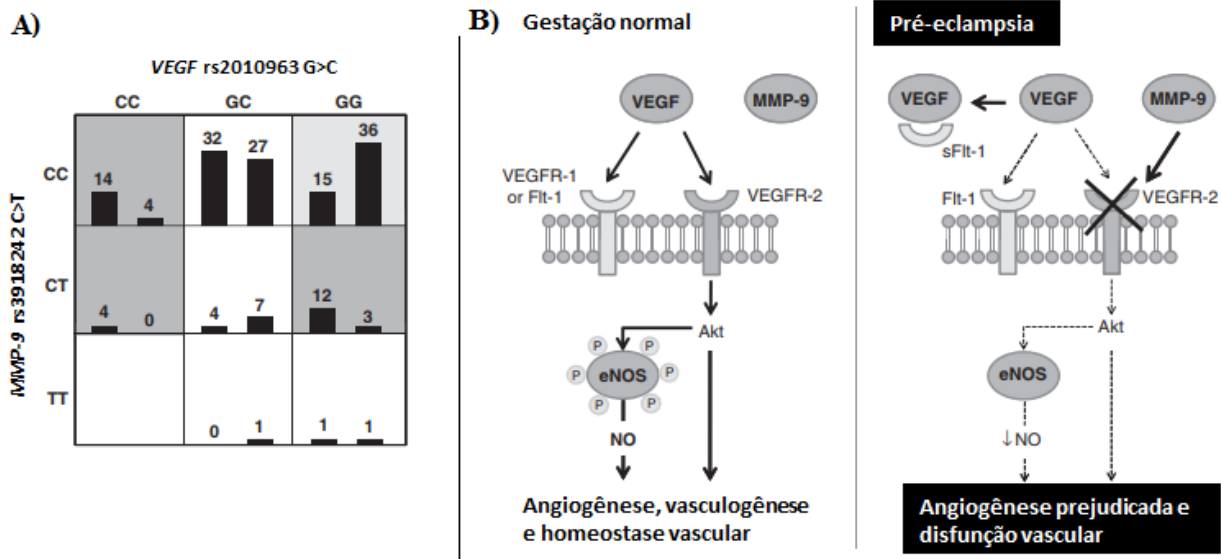 A)
VEGF rs2010963 G>C
CC GC GG
MMP-9 rs3918242 C>T
CC
14 4 32 27 15 36
CT
4 0 4 7 12 3
TT
0 1 1 1
B) Gestação normal
VEGF MMP-9
VEGFR-1
or Flt-1
VEGFR-2
Akt
P P
P eNOS P
P P
NO
Angiogênese, vasculogênese
e homeostase vascular
Pré-eclampsia
VEGF VEGF MMP-9
sFlt-1
Flt-1 VEGFR-2
Akt
eNOS
↓NO
Angiogênese prejudicada e
disfunção vascular